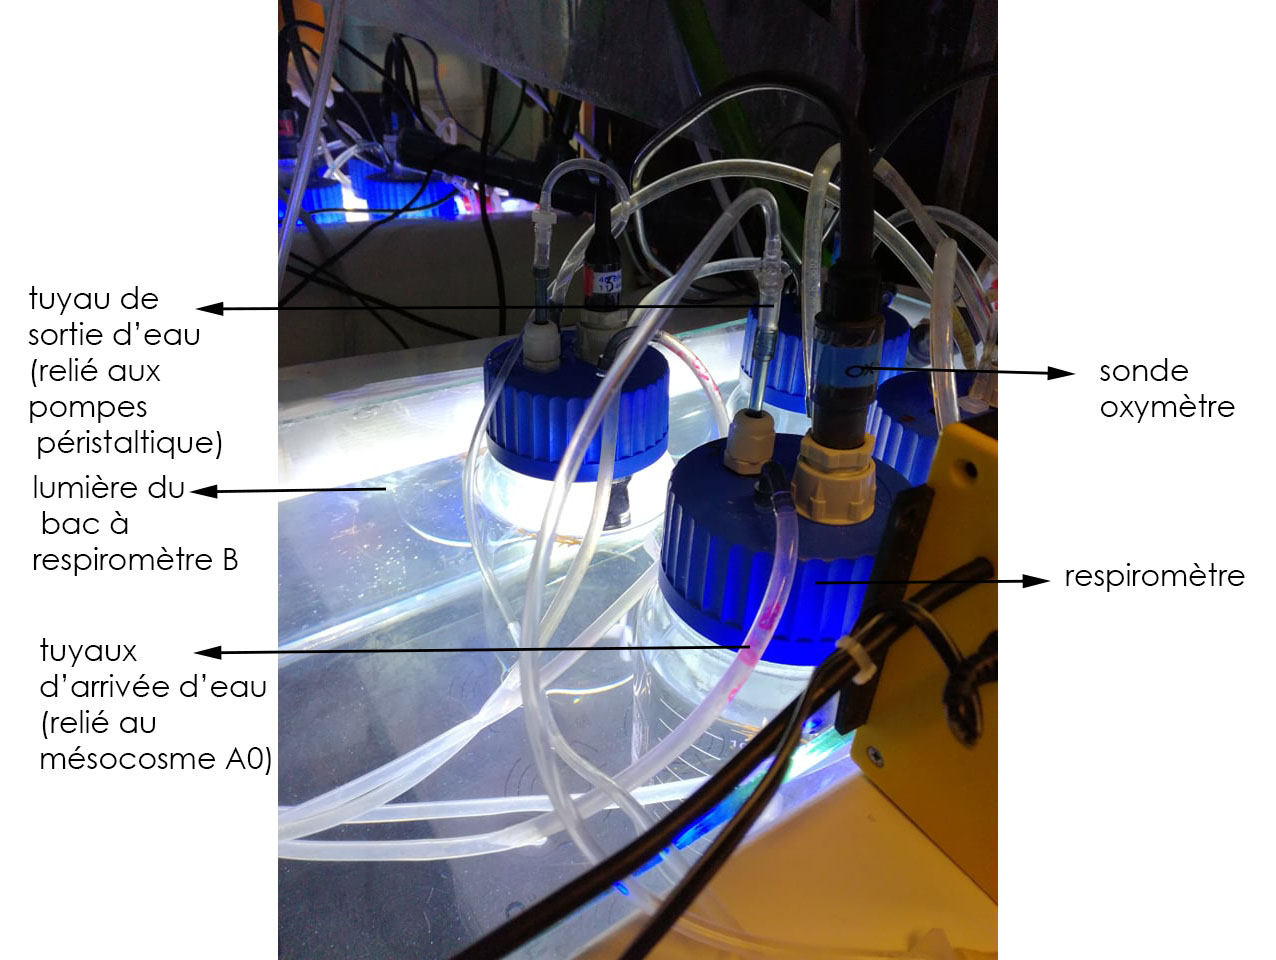 tuyau de
sortie d’eau
(relié aux
pompes
péristaltique)
lumière du
bac à
respiromètre B
tuyaux
d’arrivée d’eau
(relié au
mésocosme A0)
sonde
oxymètre
respiromètre
OX